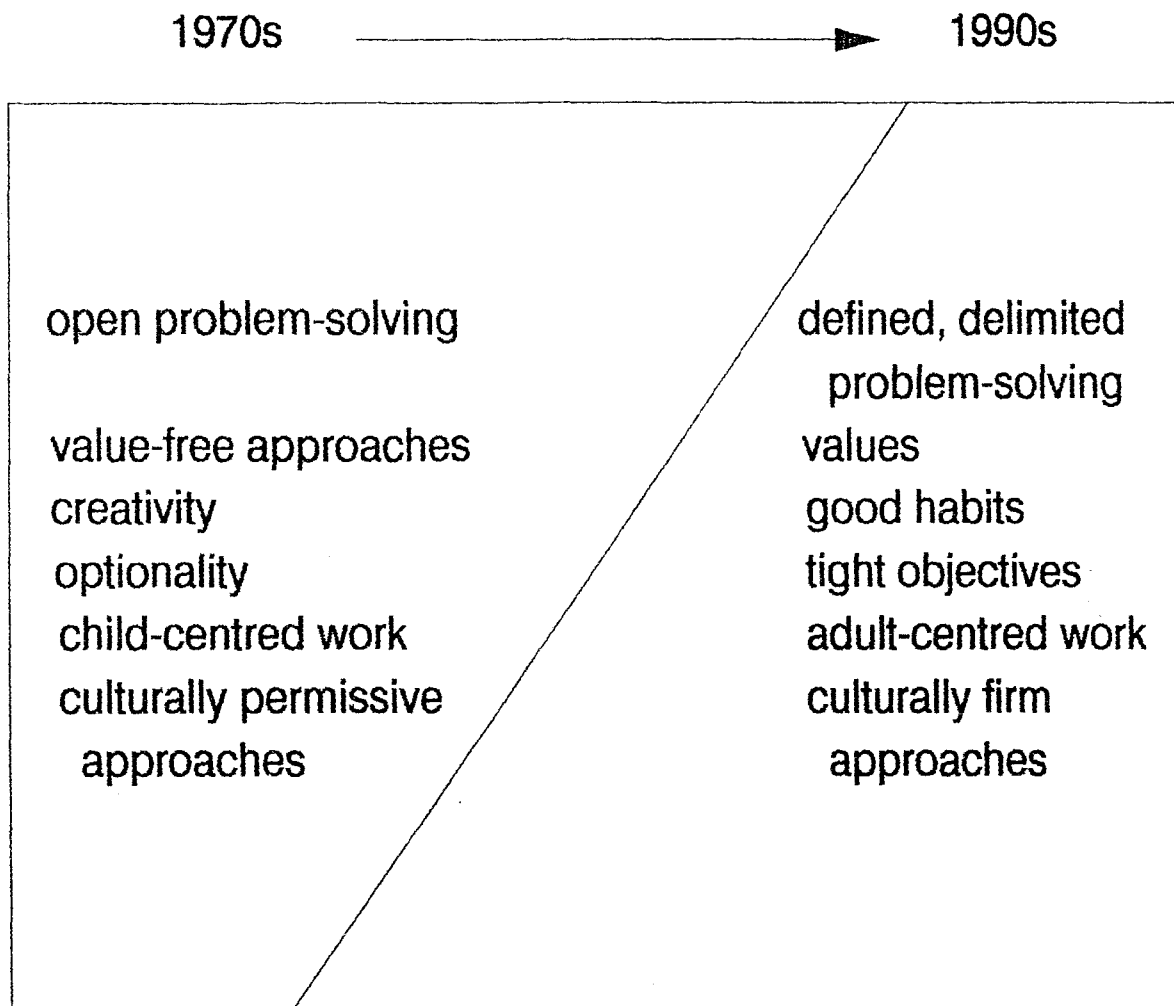 1970s
1990s
open problem-solving
value-free approaches
creativity
optionality
child-centred work
culturally permissive
approaches
defined, delimited
problem-solving
values
good habits
tight objectives
adult-centred work
culturally firm
approaches